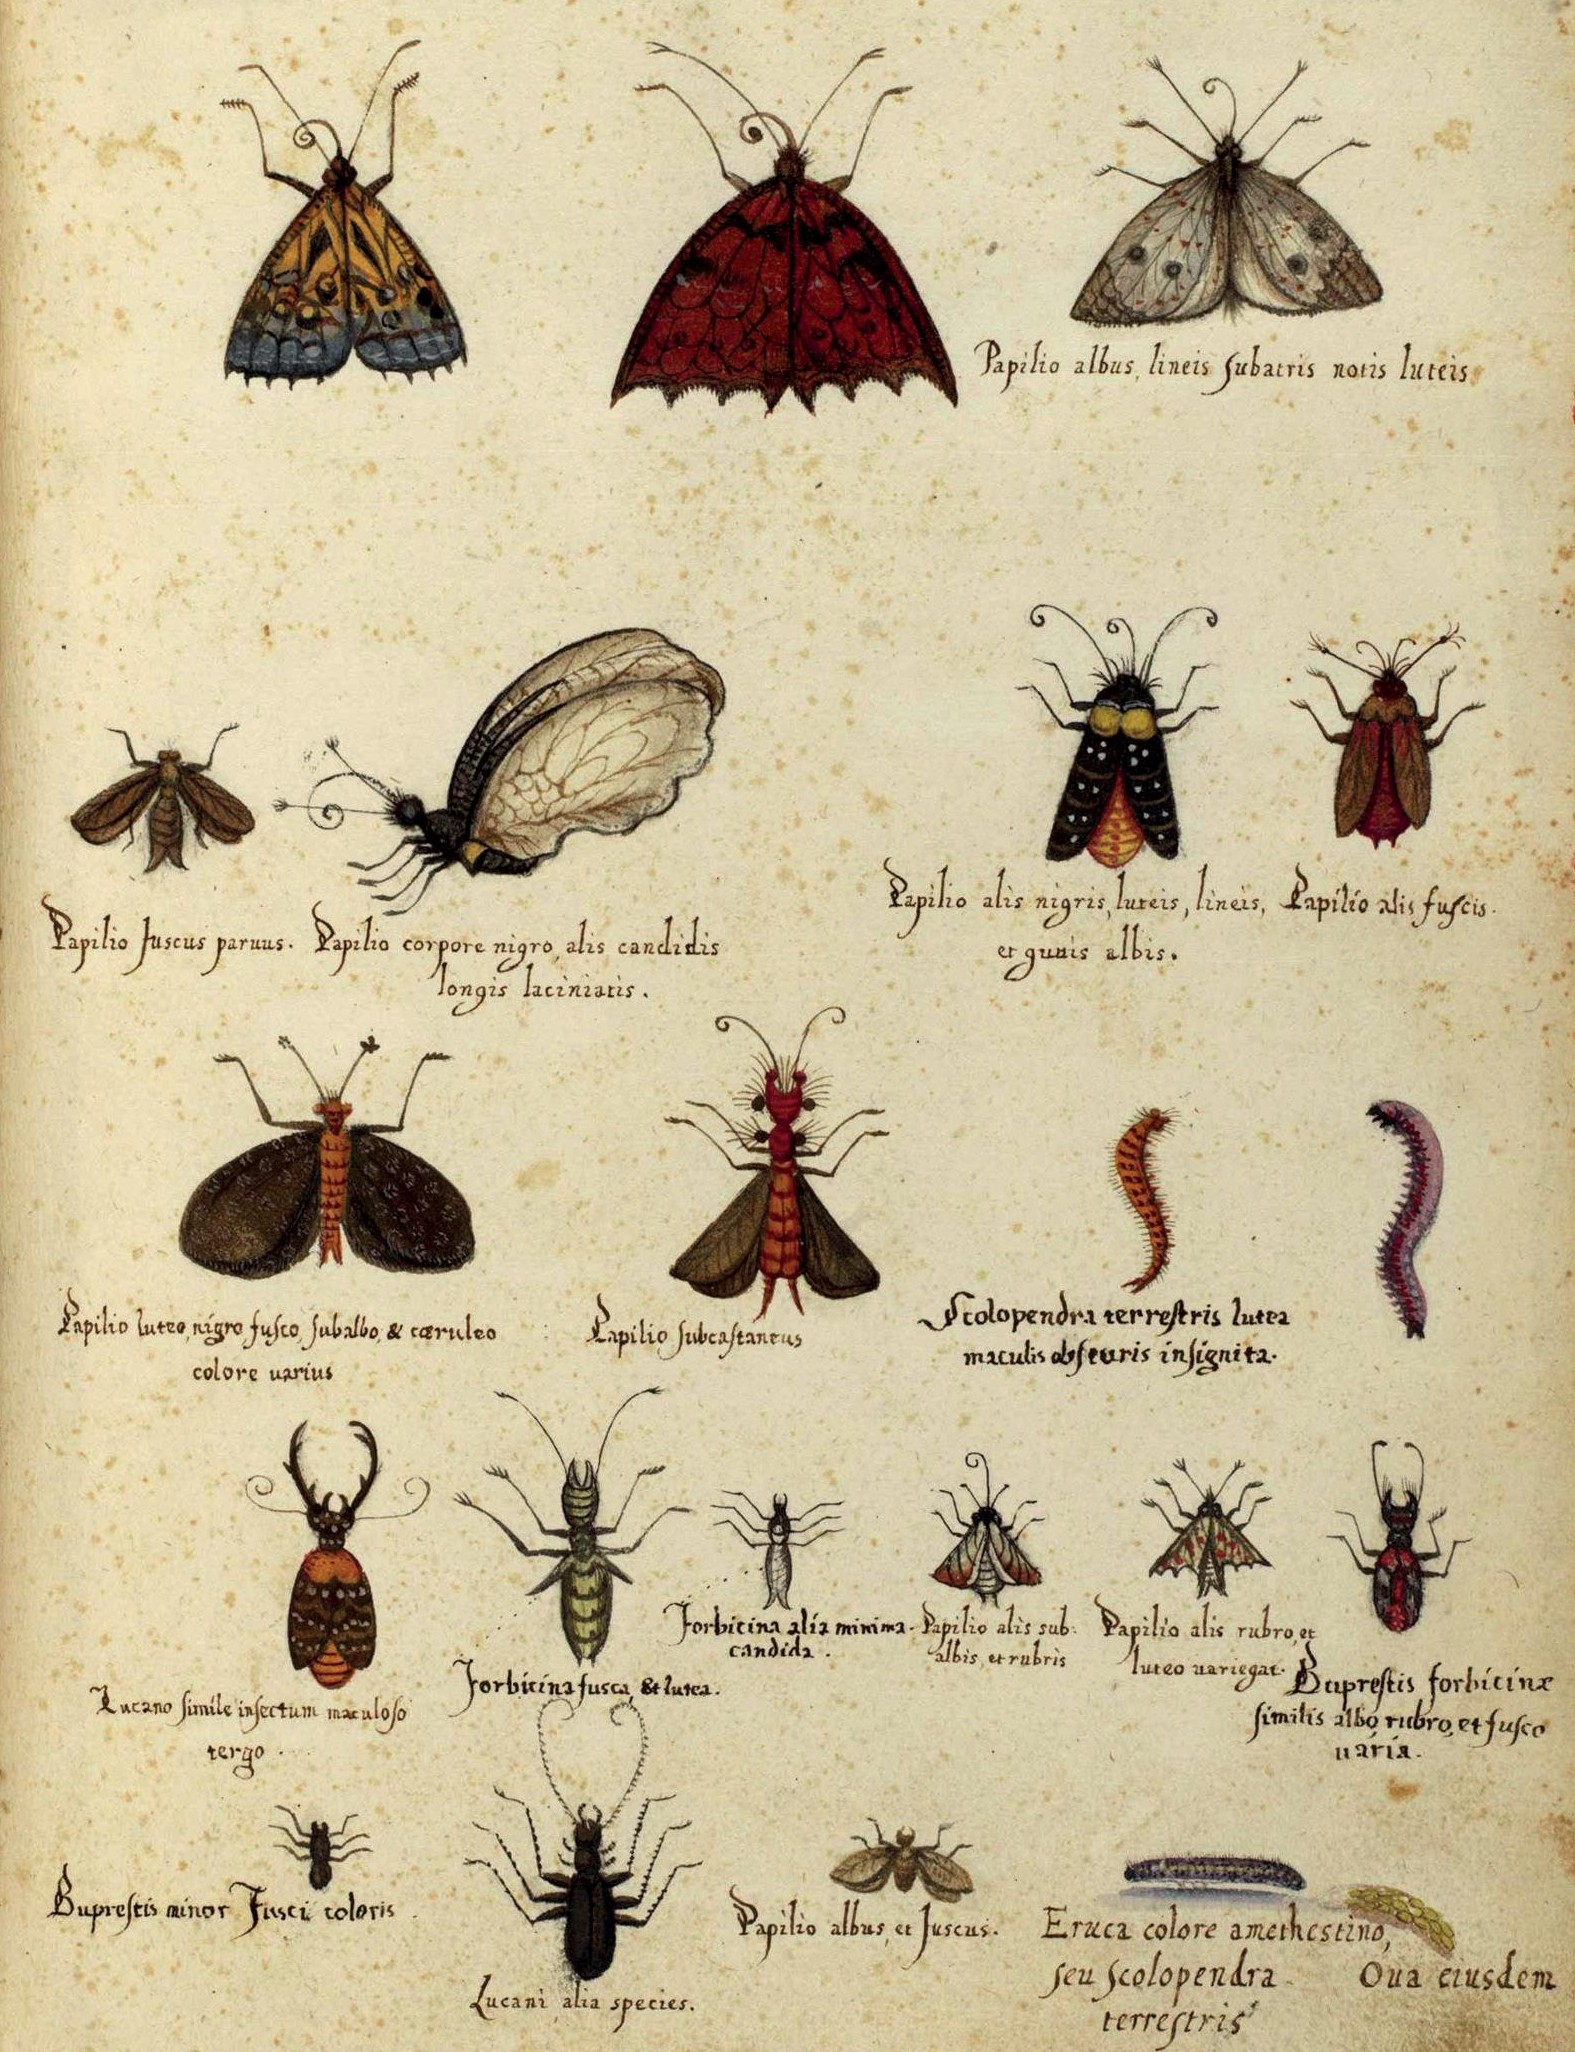 Papilio albus, lineis subatris notis luteis
Papilio fuscus paruus.
Papilio corpore nigro, alis candidis
longis laciniatis.
Papilio alis nigris, luteis, lineis,
et guttis albis.
Papilio alis fuscis.
Papilio luteo, nigro, fusco, subalbo, & cæruleo
colore uarius
Papilio subcastaneus
Scolopendra terrestris lutea
maculis obscuris insignita.
Lucano simile insectum maculoso
tergo.
Forbicina fusca, & lutea.
Forbicina alia minima
candida.
Papilio alis sub:
albis, et rubris
Papilio alis rubro, et
luteo uariegat.
Buprestis forbicinæ
similis albo, rubro, et fusco
uaria.
Buprestis minor Fusci coloris.
Lucani alia species.
Papilio albus, et Fuscus.
Eruca colore amethestino,
seu scolopendra
terrestris
Oua eiusdem